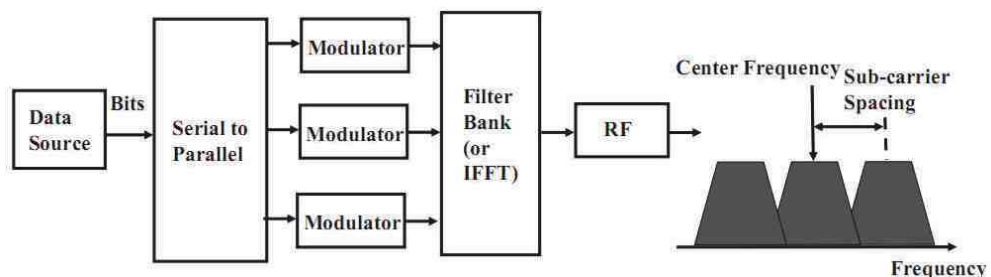 Bits
Data
Source
Serial to
Parallel
Modulator
Modulator
Modulator
Filter
Bank
(or
IFFT)
RF
Center Frequency
Sub-carrier
Spacing
Frequency